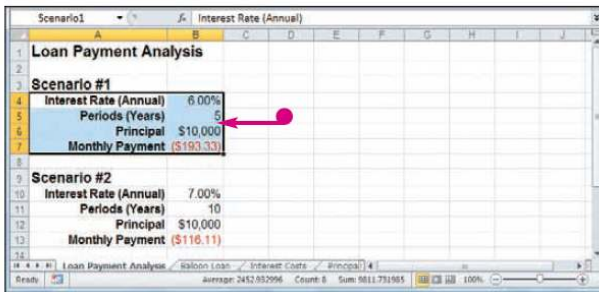 Scenario1 fx Interest Rate (Annual)
A B C D E F G H I J
1 Loan Payment Analysis
2
3 Scenario #1
4 Interest Rate (Annual) 6.00%
5 Periods (Years) 5
6 Principal $10,000
7 Monthly Payment ($193.33)
8
9 Scenario #2
10 Interest Rate (Annual) 7.00%
11 Periods (Years) 10
12 Principal $10,000
13 Monthly Payment ($116.11)
14
Loan Payment Analysis Balloon Loan Interest Costs Principal
Ready Average: 2452.932996 Count: 8 Sum: 9811.731985 100%